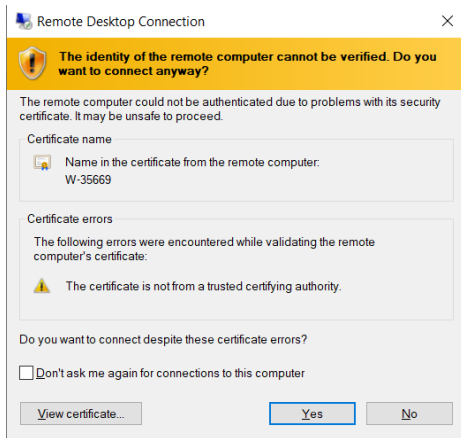 Remote Desktop Connection
The identity of the remote computer cannot be verified. Do you
want to connect anyway?
The remote computer could not be authenticated due to problems with its security
certificate. It may be unsafe to proceed.
Certificate name
Name in the certificate from the remote computer:
W-35669
Certificate errors
The following errors were encountered while validating the remote
computer's certificate:
The certificate is not from a trusted certifying authority.
Do you want to connect despite these certificate errors?
Don't ask me again for connections to this computer
View certificate...
Yes
No